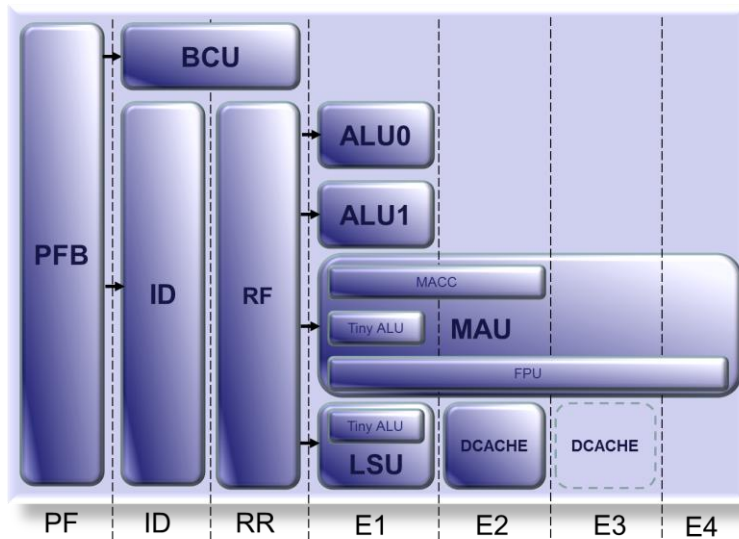 BCU
ALU0
ALU1
PFB
ID
RF
MACC
Tiny ALU
MAU
FPU
Tiny ALU
LSU
DCACHE
DCACHE
PF ID RR E1 E2 E3 E4